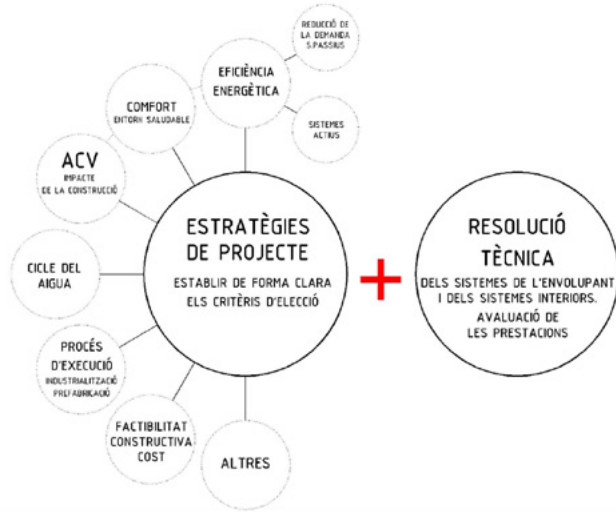 REDUCCIÓ DE
LA DEMANDA
S.PASSIUS
EFICIÈNCIA
ENERGÈTICA
SISTEMES
ACTIUS
COMFORT
ENTORN SALUDABLE
ACV
IMPACTE
DE LA CONSTRUCCIÓ
CICLE DEL
AIGUA
PROCÉS
D'EXECUCIÓ
INDUSTRIALITZACIÓ
PREFABRICACIÓ
FACTIBILITAT
CONSTRUCTIVA
COST
ALTRES
ESTRATÈGIES
DE PROJECTE
ESTABLIR DE FORMA CLARA
ELS CRITÈRIS D'ELECCIÓ
+
RESOLUCIÓ
TÈCNICA
DELS SISTEMES DE L'ENVOLUPANT
I DELS SISTEMES INTERIORS.
AVALUACIÓ DE
LES PRESTACIONS